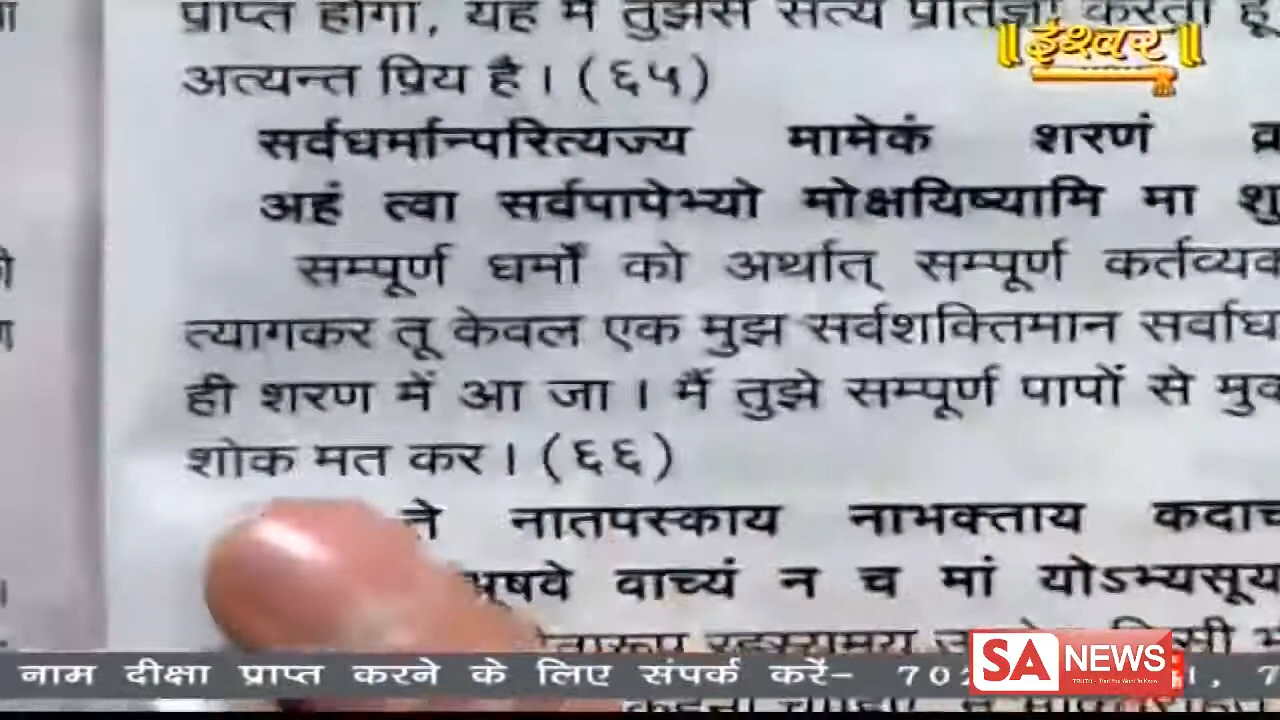 प्राप्त होगा, यह मैं तुझसे सत्य प्रतिज्ञा करता हूँ
अत्यन्त प्रिय है । (६५)
सर्वधर्मान्परित्यज्य मामेकं शरणं
अहं त्वा सर्वपापेभ्यो मोक्षयिष्यामि मा
सम्पूर्ण धर्मों को अर्थात् सम्पूर्ण
त्यागकर तू केवल एक मुझ सर्वशक्तिमान
ही शरण में आ जा । मैं तुझे सम्पूर्ण पापों से
शोक मत कर । (६६)
ते नातपस्काय नाभक्ताय
वाच्यं न च मां
ईश्वर
नाम दीक्षा प्राप्त करने के लिए संपर्क करें-
SA NEWS